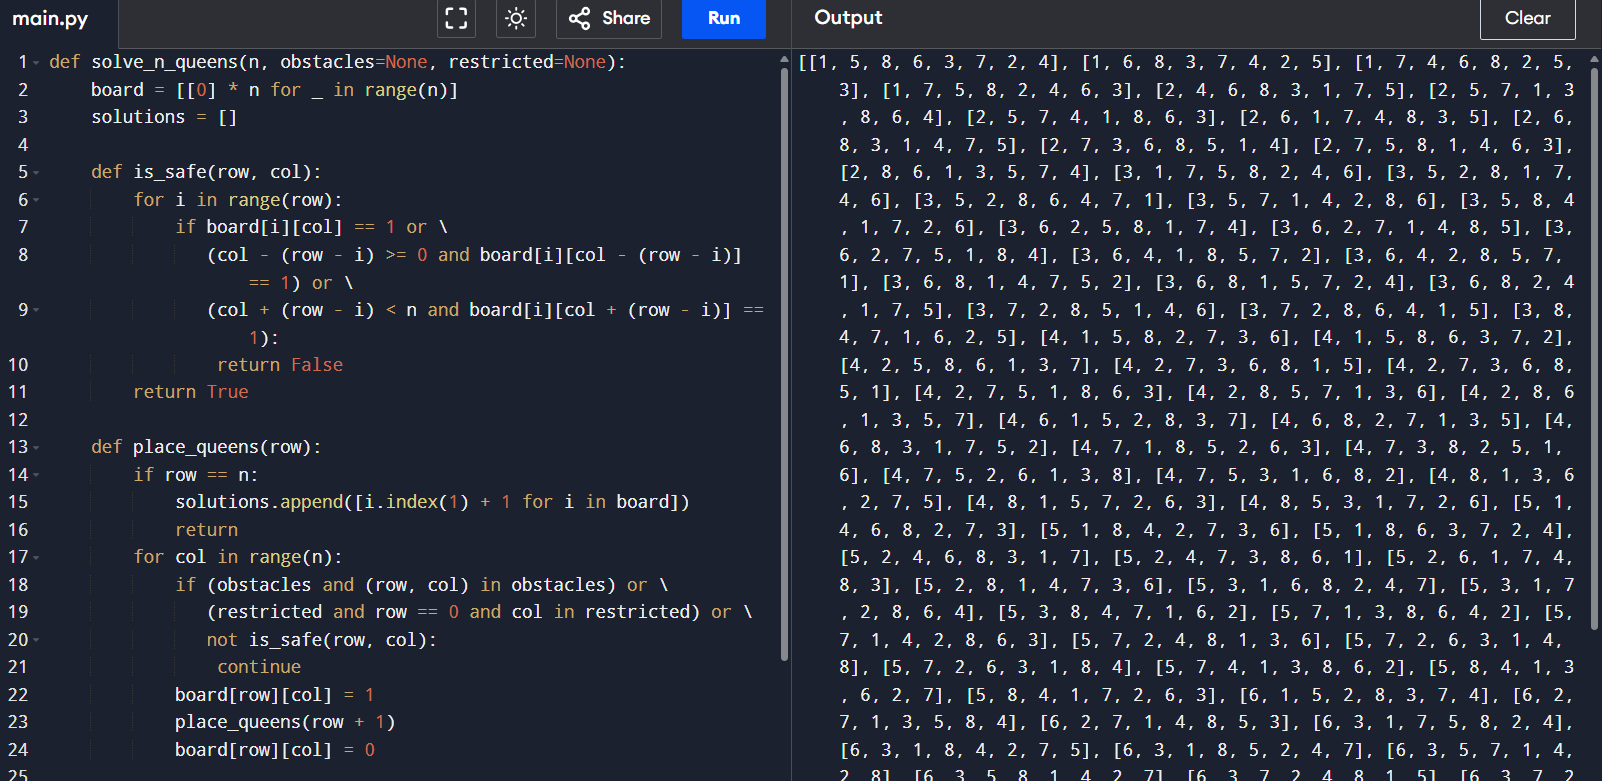 main.py
Share
Run
Output
Clear
1 def solve_n_queens(n, obstacles=None, restricted=None):
2 board = [[0] * n for _ in range(n)]
3 solutions = []
4
5 def is_safe(row, col):
6 for i in range(row):
7 if board[i][col] == 1 or \
8 (col - (row - i) >= 0 and board[i][col - (row - i)]
== 1) or \
9 (col + (row - i) < n and board[i][col + (row - i)] ==
1):
10 return False
11 return True
12
13 def place_queens(row):
14 if row == n:
15 solutions.append([i.index(1) + 1 for i in board])
16 return
17 for col in range(n):
18 if (obstacles and (row, col) in obstacles) or \
19 (restricted and row == 0 and col in restricted) or \
20 not is_safe(row, col):
21 continue
22 board[row][col] = 1
23 place_queens(row + 1)
24 board[row][col] = 0
25
[[1, 5, 8, 6, 3, 7, 2, 4], [1, 6, 8, 3, 7, 4, 2, 5], [1, 7, 4, 6, 8, 2, 5,
3], [1, 7, 5, 8, 2, 4, 6, 3], [2, 4, 6, 8, 3, 1, 7, 5], [2, 5, 7, 1, 3
, 8, 6, 4], [2, 5, 7, 4, 1, 8, 6, 3], [2, 6, 1, 7, 4, 8, 3, 5], [2, 6,
8, 3, 1, 4, 7, 5], [2, 7, 3, 6, 8, 5, 1, 4], [2, 7, 5, 8, 1, 4, 6, 3],
[2, 8, 6, 1, 3, 5, 7, 4], [3, 1, 7, 5, 8, 2, 4, 6], [3, 5, 2, 8, 1, 7,
4, 6], [3, 5, 2, 8, 6, 4, 7, 1], [3, 5, 7, 1, 4, 2, 8, 6], [3, 5, 8, 4
, 1, 7, 2, 6], [3, 6, 2, 5, 8, 1, 7, 4], [3, 6, 2, 7, 1, 4, 8, 5], [3,
6, 2, 7, 5, 1, 8, 4], [3, 6, 4, 1, 8, 5, 7, 2], [3, 6, 4, 2, 8, 5, 7,
1], [3, 6, 8, 1, 4, 7, 5, 2], [3, 6, 8, 1, 5, 7, 2, 4], [3, 6, 8, 2, 4
, 1, 7, 5], [3, 7, 2, 8, 5, 1, 4, 6], [3, 7, 2, 8, 6, 4, 1, 5], [3, 8,
4, 7, 1, 6, 2, 5], [4, 1, 5, 8, 2, 7, 3, 6], [4, 1, 5, 8, 6, 3, 7, 2],
[4, 2, 5, 8, 6, 1, 3, 7], [4, 2, 7, 3, 6, 8, 1, 5], [4, 2, 7, 3, 6, 8,
5, 1], [4, 2, 7, 5, 1, 8, 6, 3], [4, 2, 8, 5, 7, 1, 3, 6], [4, 2, 8, 6
, 1, 3, 5, 7], [4, 6, 1, 5, 2, 8, 3, 7], [4, 6, 8, 2, 7, 1, 3, 5], [4,
6, 8, 3, 1, 7, 5, 2], [4, 7, 1, 8, 5, 2, 6, 3], [4, 7, 3, 8, 2, 5, 1,
6], [4, 7, 5, 2, 6, 1, 3, 8], [4, 7, 5, 3, 1, 6, 8, 2], [4, 8, 1, 3, 6
, 2, 7, 5], [4, 8, 1, 5, 7, 2, 6, 3], [4, 8, 5, 3, 1, 7, 2, 6], [5, 1,
4, 6, 8, 2, 7, 3], [5, 1, 8, 4, 2, 7, 3, 6], [5, 1, 8, 6, 3, 7, 2, 4],
[5, 2, 4, 6, 8, 3, 1, 7], [5, 2, 4, 7, 3, 8, 6, 1], [5, 2, 6, 1, 7, 4,
8, 3], [5, 2, 8, 1, 4, 7, 3, 6], [5, 3, 1, 6, 8, 2, 4, 7], [5, 3, 1, 7
, 2, 8, 6, 4], [5, 3, 8, 4, 7, 1, 6, 2], [5, 7, 1, 3, 8, 6, 4, 2], [5,
7, 1, 4, 2, 8, 6, 3], [5, 7, 2, 4, 8, 1, 3, 6], [5, 7, 2, 6, 3, 1, 4,
8], [5, 7, 2, 6, 3, 1, 8, 4], [5, 7, 4, 1, 3, 8, 6, 2], [5, 8, 4, 1, 3
, 6, 2, 7], [5, 8, 4, 1, 7, 2, 6, 3], [6, 1, 5, 2, 8, 3, 7, 4], [6, 2,
7, 1, 3, 5, 8, 4], [6, 2, 7, 1, 4, 8, 5, 3], [6, 3, 1, 7, 5, 8, 2, 4],
[6, 3, 1, 8, 4, 2, 7, 5], [6, 3, 1, 8, 5, 2, 4, 7], [6, 3, 5, 7, 1, 4,
2, 8], [6, 3, 5, 8, 1, 4, 2, 7], [6, 3, 7, 2, 4, 8, 1, 5], [6, 3, 7, 2